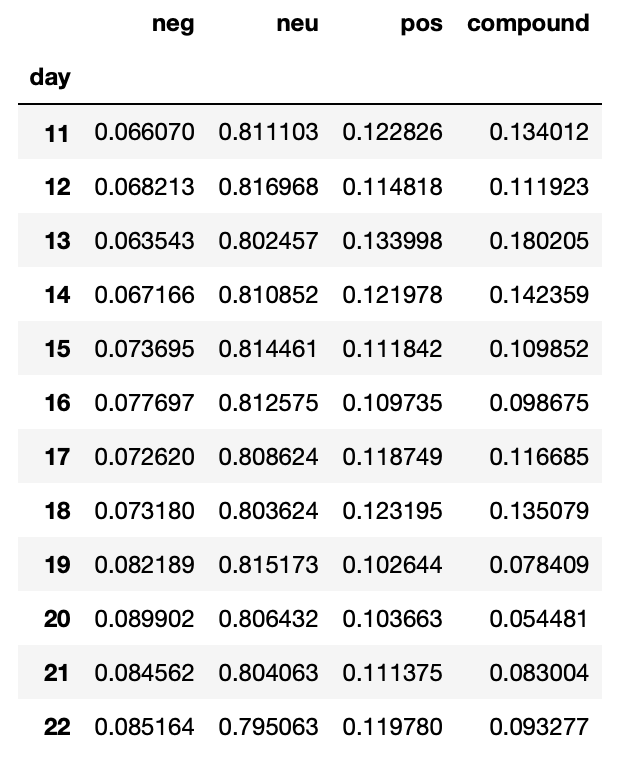 neg neu pos compound
day
11 0.066070 0.811103 0.122826 0.134012
12 0.068213 0.816968 0.114818 0.111923
13 0.063543 0.802457 0.133998 0.180205
14 0.067166 0.810852 0.121978 0.142359
15 0.073695 0.814461 0.111842 0.109852
16 0.077697 0.812575 0.109735 0.098675
17 0.072620 0.808624 0.118749 0.116685
18 0.073180 0.803624 0.123195 0.135079
19 0.082189 0.815173 0.102644 0.078409
20 0.089902 0.806432 0.103663 0.054481
21 0.084562 0.804063 0.111375 0.083004
22 0.085164 0.795063 0.119780 0.093277